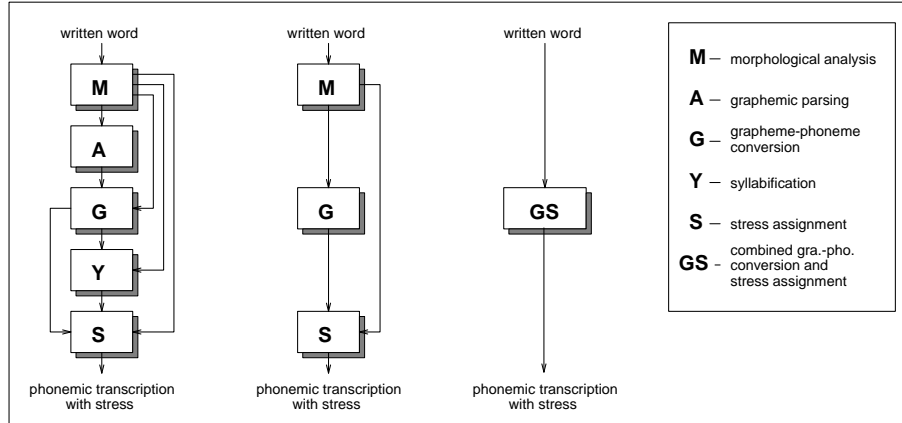 written word
M
A
G
Y
S
phonemic transcription
with stress
written word
M
G
S
phonemic transcription
with stress
written word
GS
phonemic transcription
with stress
M – morphological analysis
A – graphemic parsing
G – grapheme-phoneme
conversion
Y – syllabification
S – stress assignment
GS - combined gra.-pho.
conversion and
stress assignment